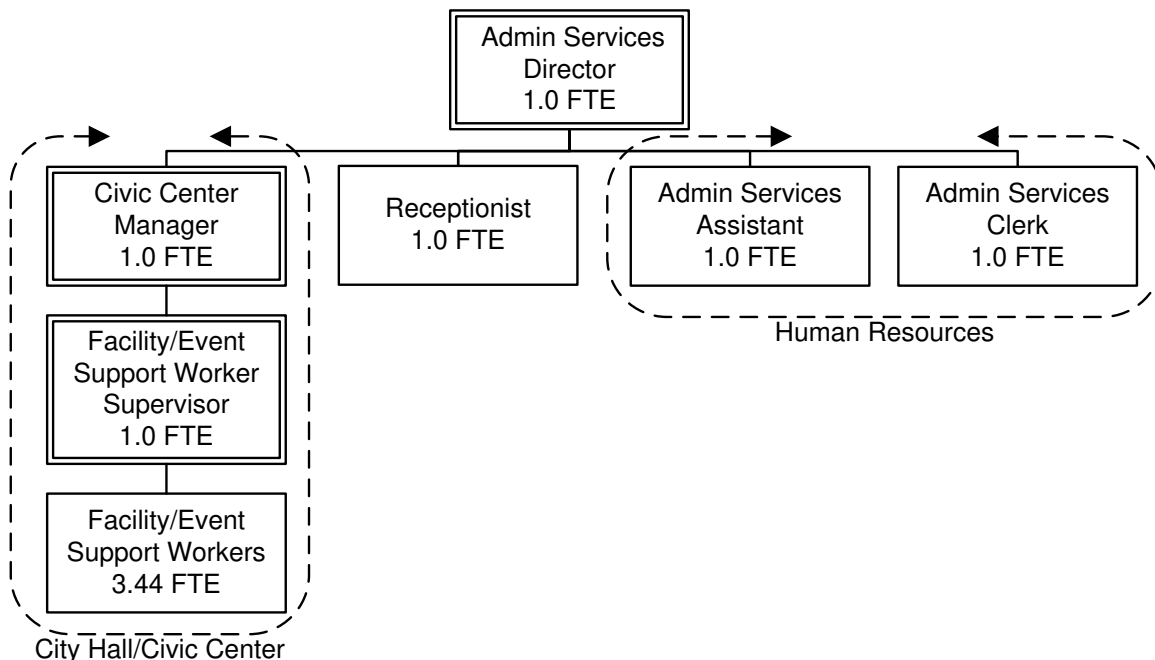 Admin Services
Director
1.0 FTE
Civic Center
Manager
1.0 FTE
Receptionist
1.0 FTE
Admin Services
Assistant
1.0 FTE
Admin Services
Clerk
1.0 FTE
Human Resources
Facility/Event
Support Worker
Supervisor
1.0 FTE
Facility/Event
Support Workers
3.44 FTE
City Hall/Civic Center